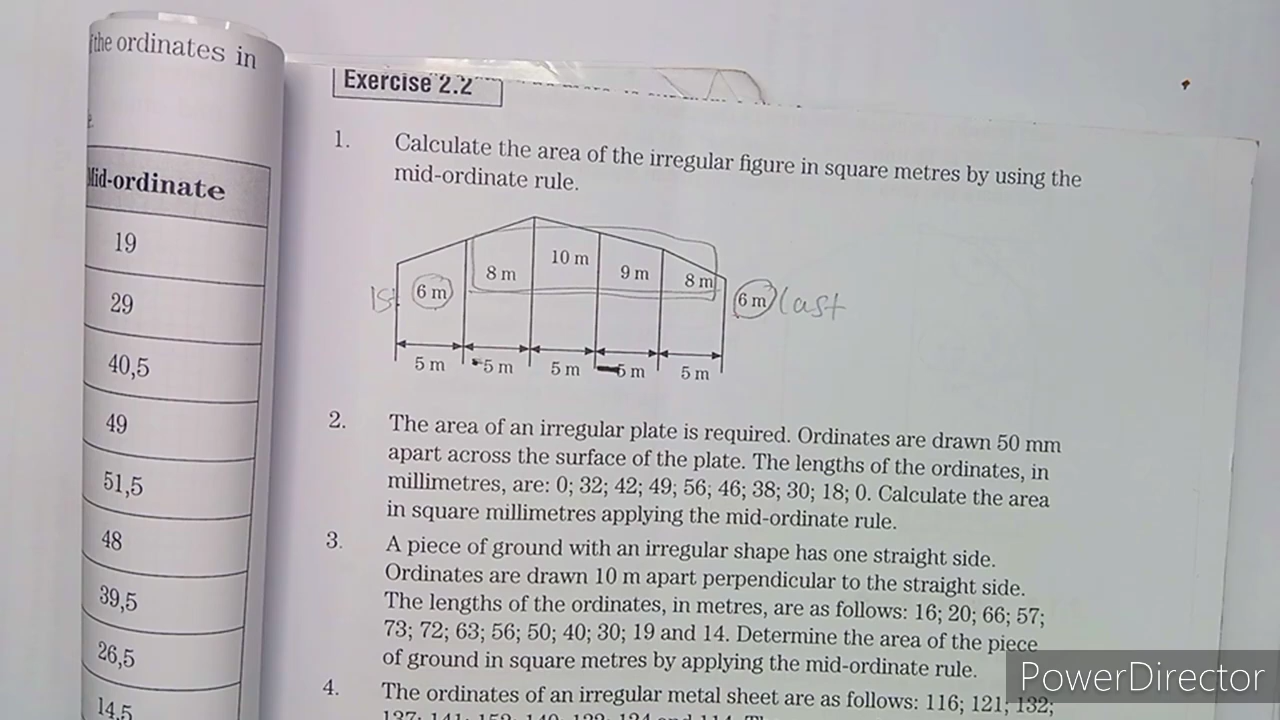 the ordinates in
Mid-ordinate
19
29
40,5
49
51,5
48
39,5
26,5
14,5
Exercise 2.2
1. Calculate the area of the irregular figure in square metres by using the
mid-ordinate rule.
1st 6 m 8 m 10 m 9 m 8 m 6 m last
5 m 5 m 5 m 5 m 5 m
2. The area of an irregular plate is required. Ordinates are drawn 50 mm
apart across the surface of the plate. The lengths of the ordinates, in
millimetres, are: 0; 32; 42; 49; 56; 46; 38; 30; 18; 0. Calculate the area
in square millimetres applying the mid-ordinate rule.
3. A piece of ground with an irregular shape has one straight side.
Ordinates are drawn 10 m apart perpendicular to the straight side.
The lengths of the ordinates, in metres, are as follows: 16; 20; 66; 57;
73; 72; 63; 56; 50; 40; 30; 19 and 14. Determine the area of the piece
of ground in square metres by applying the mid-ordinate rule.
4. The ordinates of an irregular metal sheet are as follows: 116; 121; 132;
PowerDirector